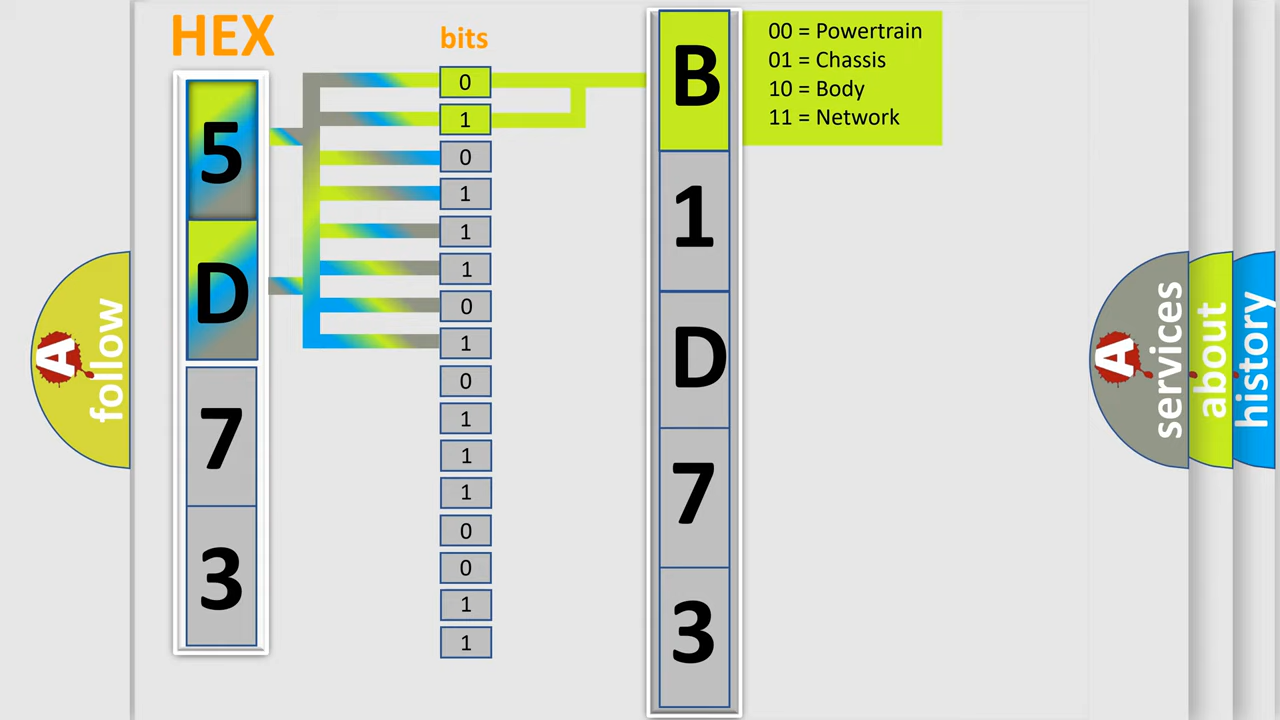 HEX
bits
5
D
7
3
0
1
0
1
1
1
0
1
0
1
1
1
0
0
1
1
B
1
D
7
3
00 = Powertrain
01 = Chassis
10 = Body
11 = Network
A
follow
A
services
about
history